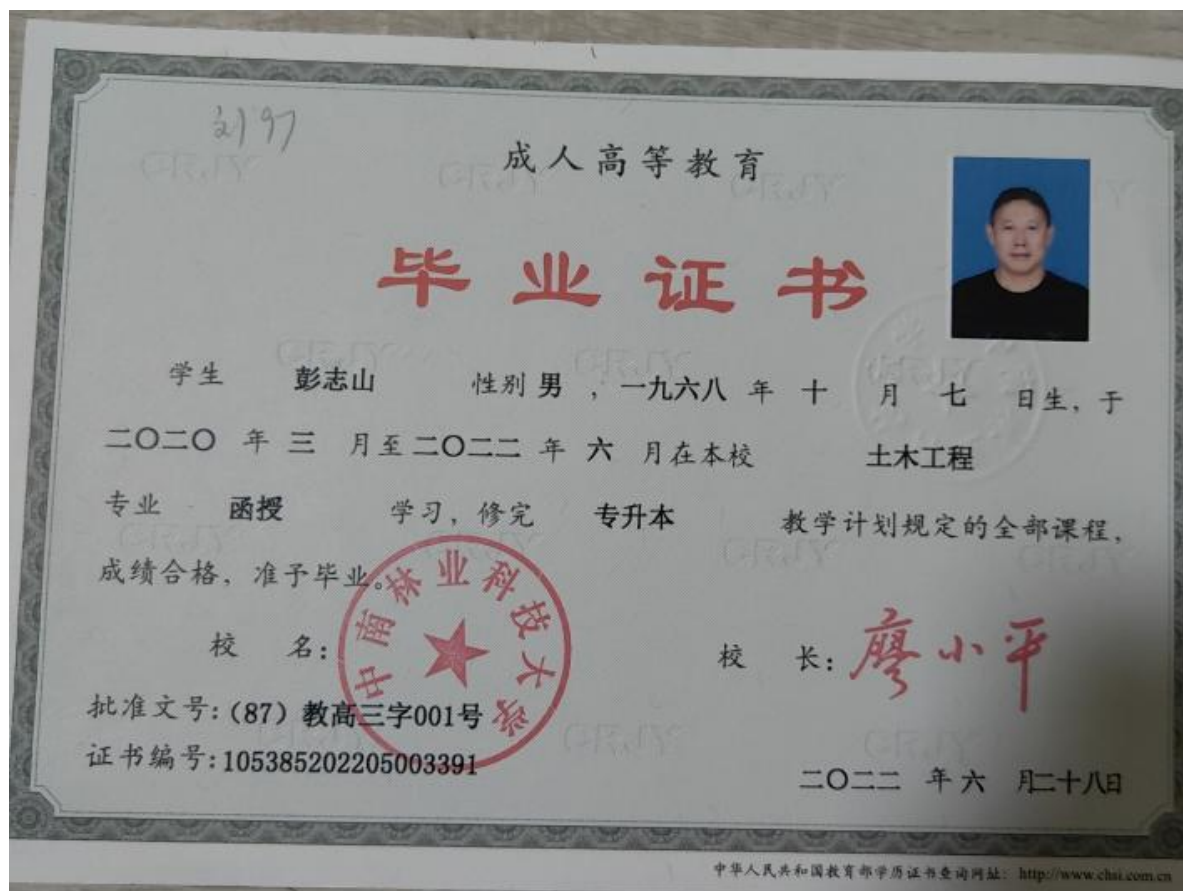 刘97
成人高等教育
毕业证书
学生 彭志山 性别 男 ，一九六八 年 十 月 七 日生，于
二〇二〇 年 三 月至 二〇二二 年 六 月在本校 土木工程
专业 函授 学习，修完 专升本 教学计划规定的全部课程，
成绩合格，准予毕业。
中南林业科技大学
校 名： 校 长：廖小平
批准文号：（87）教高三字001号
证书编号：105385202205003391
二〇二二 年 六 月二十八日
中华人民共和国教育部学历证书查询网址：http://www.chsi.com.cn